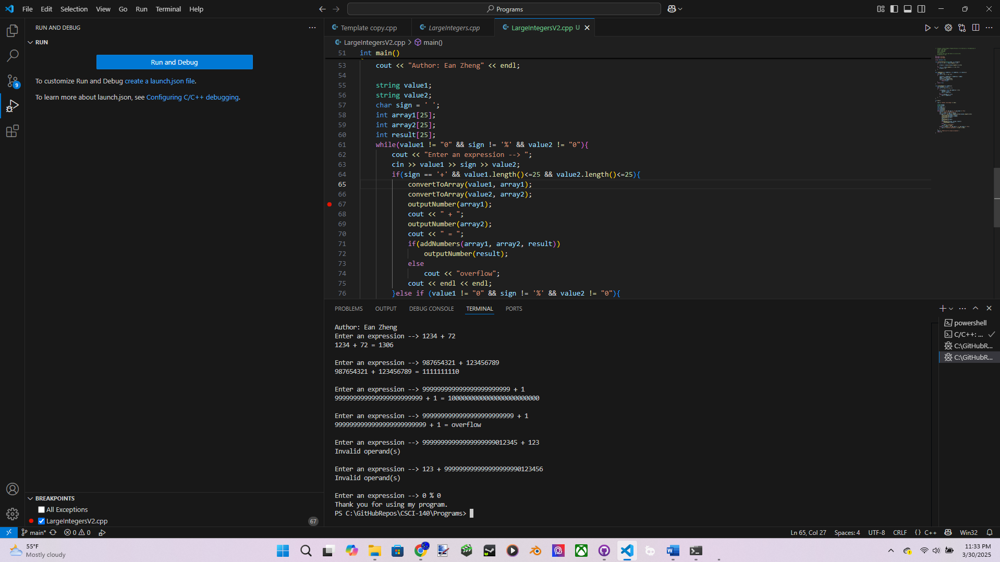 File Edit Selection View Go Run Terminal Help
Programs
RUN AND DEBUG
RUN
Run and Debug
To customize Run and Debug create a launch.json file.
To learn more about launch.json, see Configuring C/C++ debugging.
9
BREAKPOINTS
All Exceptions
LargeIntegersV2.cpp 67
Template copy.cpp LargeIntegers.cpp LargeIntegersV2.cpp U
LargeIntegersV2.cpp > main()
51 int main()
53 cout << "Author: Ean Zheng" << endl;
54
55 string value1;
56 string value2;
57 char sign = ' ';
58 int array1[25];
59 int array2[25];
60 int result[25];
61 while(value1 != "0" && sign != '%' && value2 != "0"){
62 cout << "Enter an expression --> ";
63 cin >> value1 >> sign >> value2;
64 if(sign == '+' && value1.length()<=25 && value2.length()<=25){
65 convertToArray(value1, array1);
66 convertToArray(value2, array2);
67 outputNumber(array1);
68 cout << " + ";
69 outputNumber(array2);
70 cout << " = ";
71 if(addNumbers(array1, array2, result))
72 outputNumber(result);
73 else
74 cout << "overflow";
75 cout << endl << endl;
76 }else if (value1 != "0" && sign != '%' && value2 != "0"){
PROBLEMS OUTPUT DEBUG CONSOLE TERMINAL PORTS
Author: Ean Zheng
Enter an expression --> 1234 + 72
1234 + 72 = 1306
Enter an expression --> 987654321 + 123456789
987654321 + 123456789 = 1111111110
Enter an expression --> 999999999999999999999999 + 1
999999999999999999999999 + 1 = 1000000000000000000000000
Enter an expression --> 9999999999999999999999999 + 1
9999999999999999999999999 + 1 = overflow
Enter an expression --> 99999999999999999999012345 + 123
Invalid operand(s)
Enter an expression --> 123 + 999999999999999999990123456
Invalid operand(s)
Enter an expression --> 0 % 0
Thank you for using my program.
PS C:\GitHubRepos\CSCI-140\Programs>
powershell
C/C++: ...
C:\GitHubR...
C:\GitHubR...
main* 0 0
Ln 65, Col 27 Spaces: 4 UTF-8 CRLF {} C++ Win32
55°F
Mostly cloudy
11:33 PM
3/30/2025